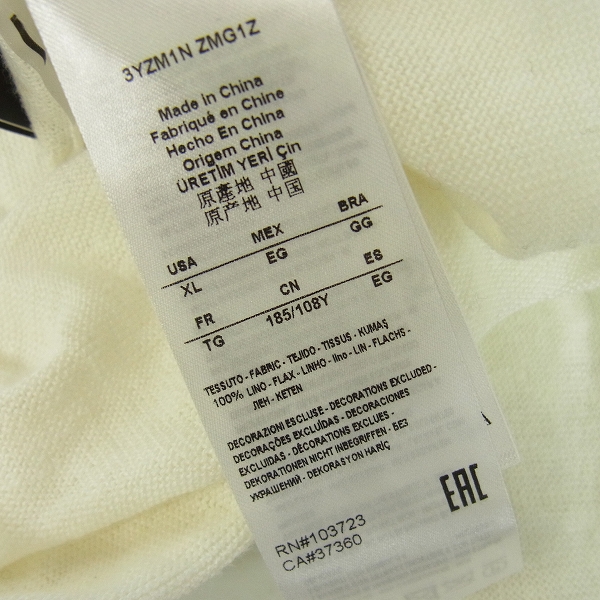 3YZM1N ZMG1Z
Made in China
Fabriqué en Chine
Hecho En China
Origem China
ÜRETİM YERİ Çin
原產地 中國
原产地 中国
USA MEX BRA
XL EG GG
FR CN ES
TG 185/108Y EG
TESSUTO - FABRIC - TEJIDO - TISSUS - KUMAŞ
100% LINO - FLAX - LINHO - lino - LIN - FLACHS -
ЛЕН - KETEN
DECORAZIONI ESCLUSE - DECORATIONS EXCLUDED -
DECORAÇÕES EXCLUÍDAS - DECORACIONES
EXCLUIDAS - DÉCORATIONS EXCLUES -
DEKORATIONEN NICHT INBEGRIFFEN - БЕЗ
УКРАШЕНИЙ - DEKORASYON HARİÇ
EAC
RN#103723
CA#37360